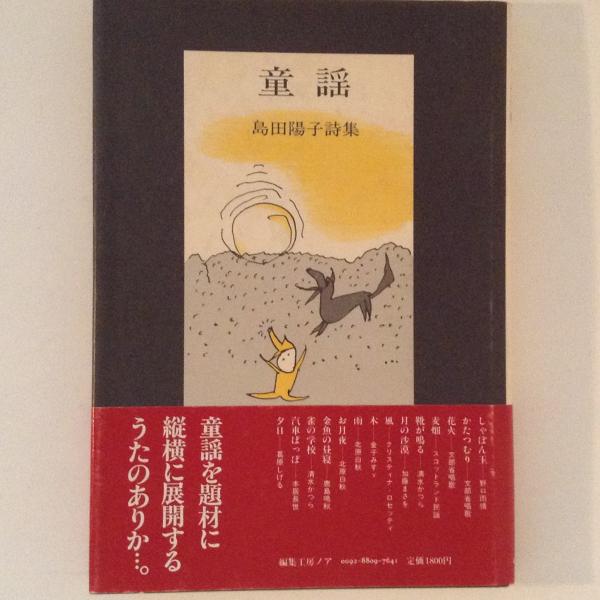 童謡
島田陽子詩集
しゃぼん玉 野口雨情
かたつむり 文部省唱歌
花火 文部省唱歌
麦畑 スコットランド民謡
靴が鳴る 清水かつら
月の沙漠 加藤まさを
風 クリスティナ・ロセッティ
木 金子みすゞ
雨 北原白秋
お月夜 北原白秋
金魚の昼寝 鹿島鳴秋
雀の学校 清水かつら
汽車ぽっぽ 本居長世
夕日 葛原しげる
童謡を題材に
縦横に展開する
うたのありか…。
編集工房ノア 0092-8809-7641 定価1800円